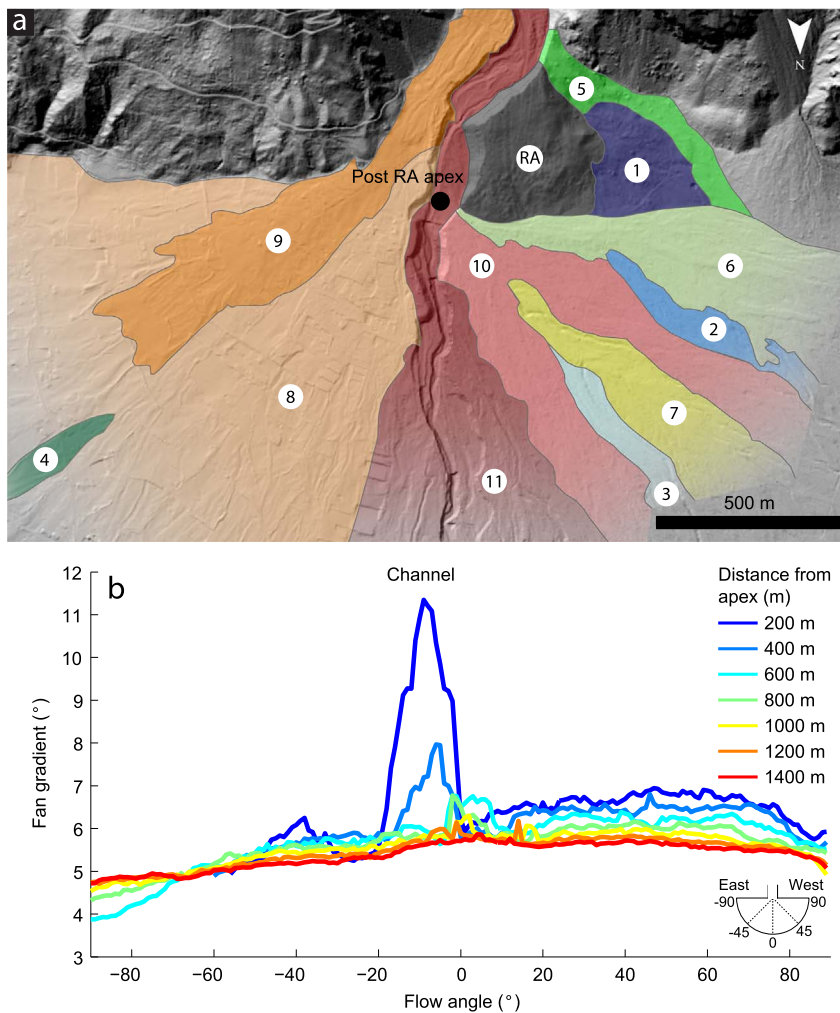 a
N
5
RA
1
Post RA apex
9
10
6
2
8
7
4
3
11
500 m
b
Channel
Distance from
apex (m)
200 m
400 m
600 m
800 m
1000 m
1200 m
1400 m
12
11
10
9
8
7
6
5
4
3
Fan gradient (°)
East West
-90 90
-45 45
0
−80 −60 −40 −20 0 20 40 60 80
Flow angle (°)